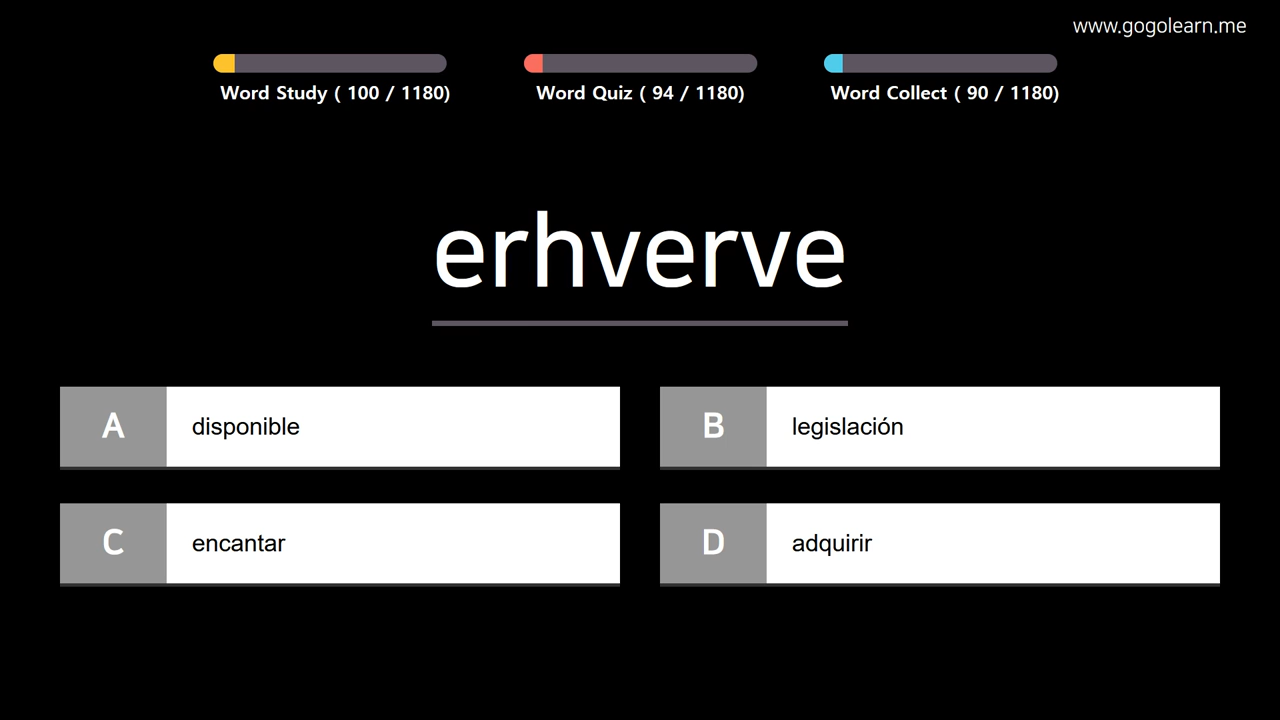 www.gogolearn.me
Word Study ( 100 / 1180)
Word Quiz ( 94 / 1180)
Word Collect ( 90 / 1180)
erhverve
A disponible
B legislación
C encantar
D adquirir